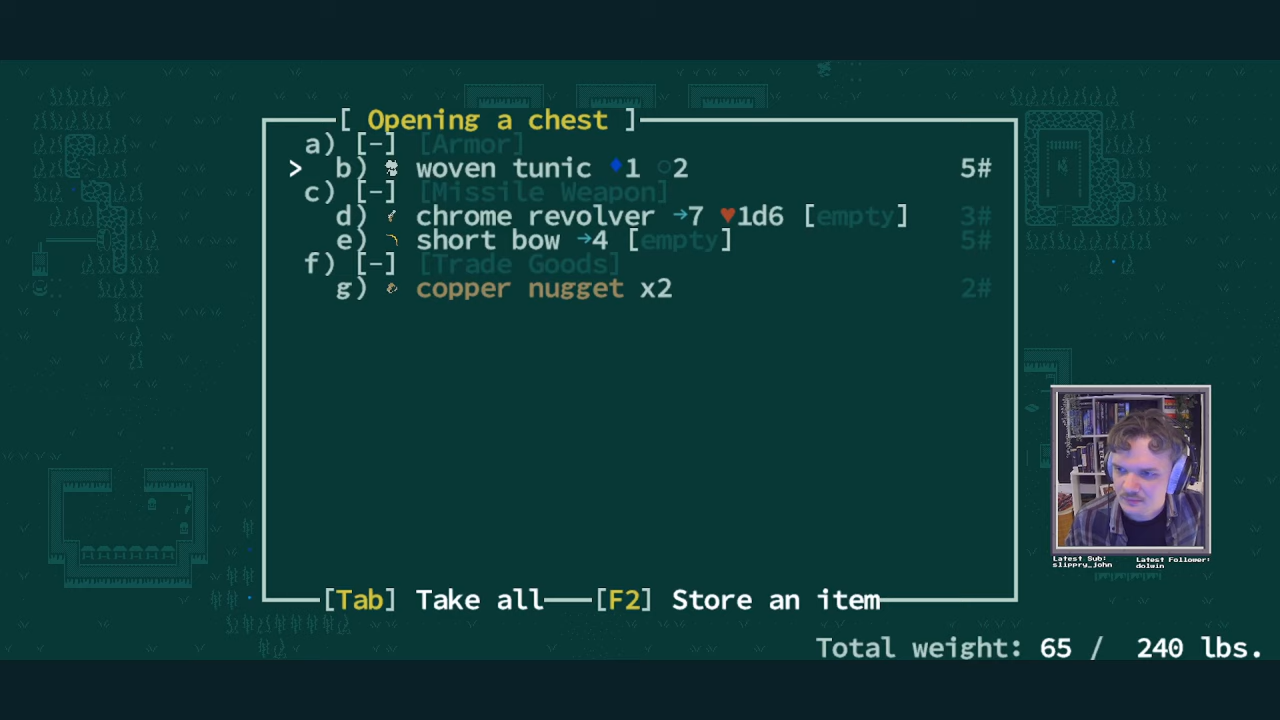 [ Opening a chest ]
a) [-] [Armor]
> b) woven tunic ♦1 ○2 5#
c) [-] [Missile Weapon]
d) chrome revolver →7 ♥1d6 [empty] 3#
e) short bow →4 [empty] 5#
f) [-] [Trade Goods]
g) copper nugget x2 2#
Latest Sub: Latest Follower:
slippry_john dolwin
[Tab] Take all [F2] Store an item
Total weight: 65 / 240 lbs.